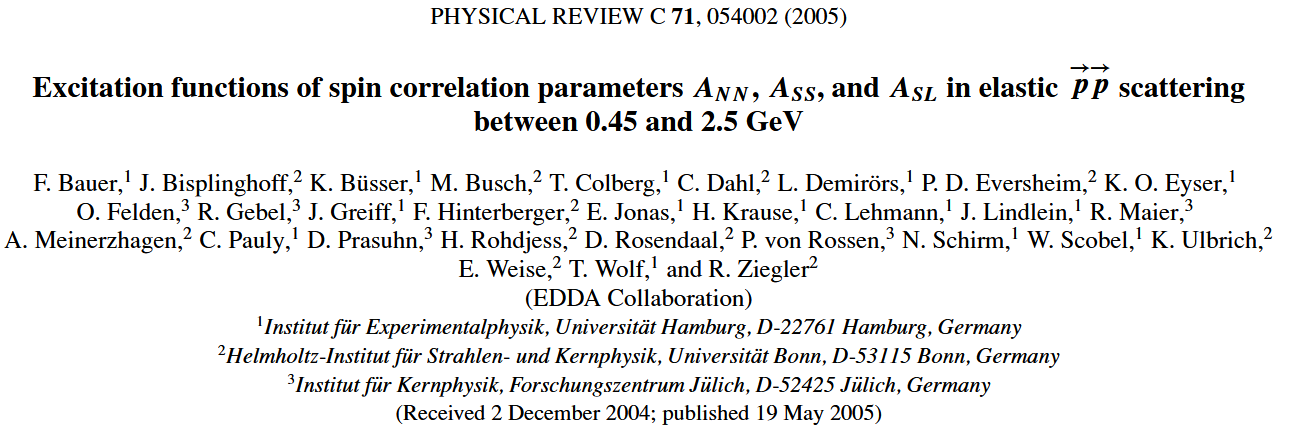 PHYSICAL REVIEW C 71, 054002 (2005)
Excitation functions of spin correlation parameters A_NN, A_SS, and A_SL in elastic p⃗p⃗ scattering
between 0.45 and 2.5 GeV
F. Bauer,¹ J. Bisplinghoff,² K. Büsser,¹ M. Busch,² T. Colberg,¹ C. Dahl,² L. Demirörs,¹ P. D. Eversheim,² K. O. Eyser,¹
O. Felden,³ R. Gebel,³ J. Greiff,¹ F. Hinterberger,² E. Jonas,¹ H. Krause,¹ C. Lehmann,¹ J. Lindlein,¹ R. Maier,³
A. Meinerzhagen,² C. Pauly,¹ D. Prasuhn,³ H. Rohdjess,² D. Rosendaal,² P. von Rossen,³ N. Schirm,¹ W. Scobel,¹ K. Ulbrich,²
E. Weise,² T. Wolf,¹ and R. Ziegler²
(EDDA Collaboration)
¹Institut für Experimentalphysik, Universität Hamburg, D-22761 Hamburg, Germany
²Helmholtz-Institut für Strahlen- und Kernphysik, Universität Bonn, D-53115 Bonn, Germany
³Institut für Kernphysik, Forschungszentrum Jülich, D-52425 Jülich, Germany
(Received 2 December 2004; published 19 May 2005)